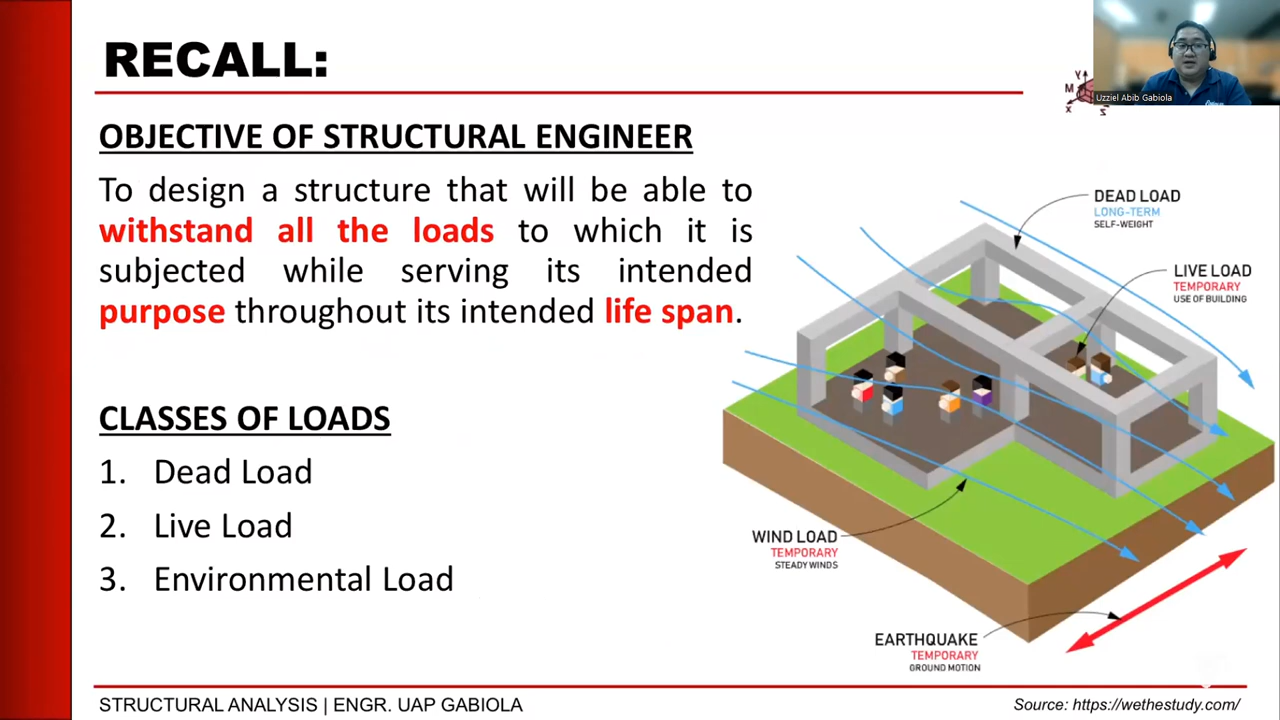 RECALL:
Uzziel Abib Gabiola
Y
M
X
Z
OBJECTIVE OF STRUCTURAL ENGINEER
To design a structure that will be able to
withstand all the loads to which it is
subjected while serving its intended
purpose throughout its intended life span.
CLASSES OF LOADS
1. Dead Load
2. Live Load
3. Environmental Load
DEAD LOAD
LONG-TERM
SELF-WEIGHT
LIVE LOAD
TEMPORARY
USE OF BUILDING
WIND LOAD
TEMPORARY
STEADY WINDS
EARTHQUAKE
TEMPORARY
GROUND MOTION
STRUCTURAL ANALYSIS | ENGR. UAP GABIOLA
Source: https://wethestudy.com/